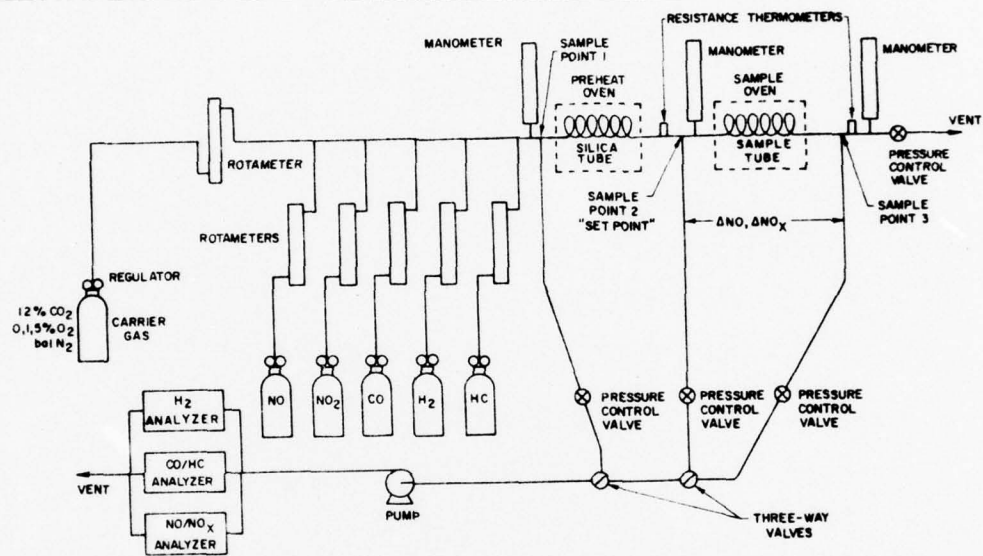 RESISTANCE THERMOMETERS
MANOMETER
SAMPLE
POINT 1
MANOMETER
MANOMETER
PREHEAT
OVEN
SAMPLE
OVEN
VENT
SILICA
TUBE
SAMPLE
TUBE
PRESSURE
CONTROL
VALVE
ROTAMETER
SAMPLE
POINT 2
"SET POINT"
ΔNO, ΔNOX
SAMPLE
POINT 3
ROTAMETERS
REGULATOR
12% CO2
0,1,5% O2
bal N2
CARRIER
GAS
NO
NO2
CO
H2
HC
PRESSURE
CONTROL
VALVE
PRESSURE
CONTROL
VALVE
PRESSURE
CONTROL
VALVE
H2
ANALYZER
CO/HC
ANALYZER
NO/NOX
ANALYZER
VENT
PUMP
THREE-WAY
VALVES